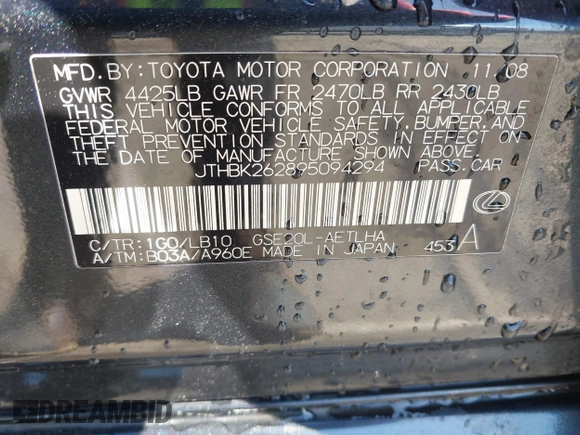 MFD. BY: TOYOTA MOTOR CORPORATION 11/08
GVWR 4425LB GAWR FR 2470LB RR 2430LB
THIS VEHICLE CONFORMS TO ALL APPLICABLE
FEDERAL MOTOR VEHICLE SAFETY, BUMPER, AND
THEFT PREVENTION STANDARDS IN EFFECT ON
THE DATE OF MANUFACTURE SHOWN ABOVE.
JTHBK262895094294 PASS. CAR
C/TR: 1G0/LB10 GSE20L-AETLHA
A/TM: B03A/A960E MADE IN JAPAN 453 A
DREAMBID